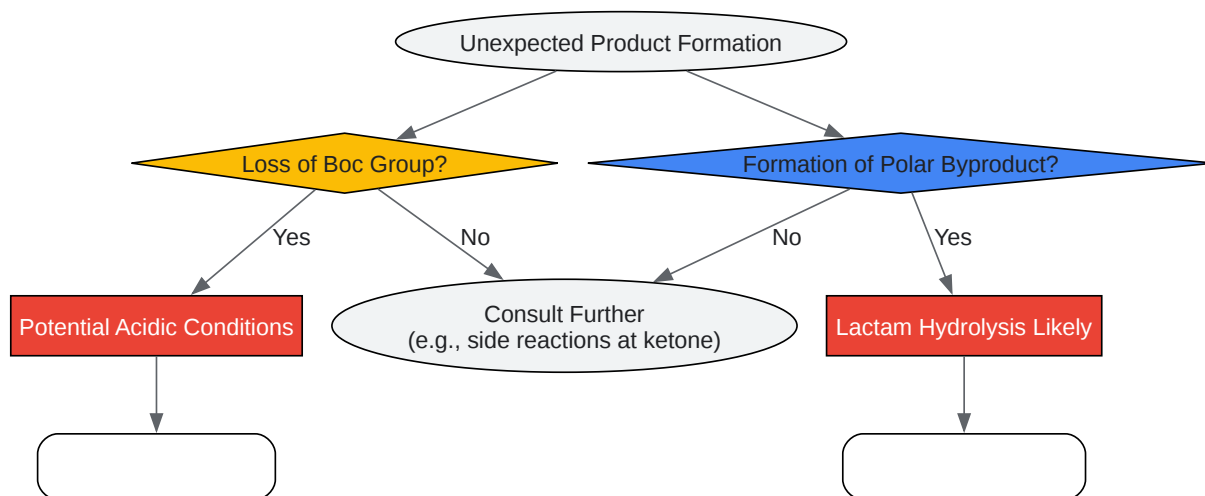 Unexpected Product Formation
Loss of Boc Group?
Formation of Polar Byproduct?
Yes
No
No
Yes
Potential Acidic Conditions
Consult Further
(e.g., side reactions at ketone)
Lactam Hydrolysis Likely